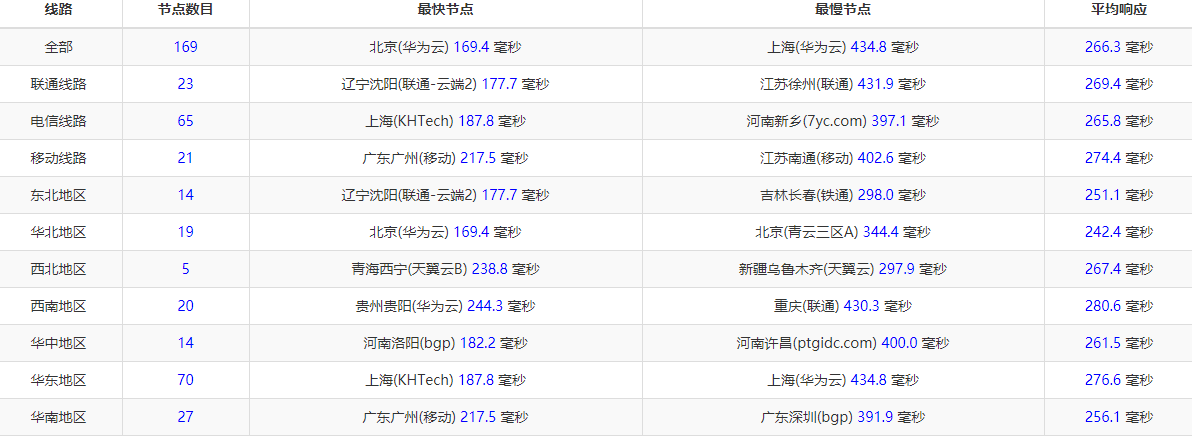 线路 节点数目 最快节点 最慢节点 平均响应
全部 169 北京(华为云) 169.4 毫秒 上海(华为云) 434.8 毫秒 266.3 毫秒
联通线路 23 辽宁沈阳(联通-云端2) 177.7 毫秒 江苏徐州(联通) 431.9 毫秒 269.4 毫秒
电信线路 65 上海(KHTech) 187.8 毫秒 河南新乡(7yc.com) 397.1 毫秒 265.8 毫秒
移动线路 21 广东广州(移动) 217.5 毫秒 江苏南通(移动) 402.6 毫秒 274.4 毫秒
东北地区 14 辽宁沈阳(联通-云端2) 177.7 毫秒 吉林长春(铁通) 298.0 毫秒 251.1 毫秒
华北地区 19 北京(华为云) 169.4 毫秒 北京(青云三区A) 344.4 毫秒 242.4 毫秒
西北地区 5 青海西宁(天翼云B) 238.8 毫秒 新疆乌鲁木齐(天翼云) 297.9 毫秒 267.4 毫秒
西南地区 20 贵州贵阳(华为云) 244.3 毫秒 重庆(联通) 430.3 毫秒 280.6 毫秒
华中地区 14 河南洛阳(bgp) 182.2 毫秒 河南许昌(ptgidc.com) 400.0 毫秒 261.5 毫秒
华东地区 70 上海(KHTech) 187.8 毫秒 上海(华为云) 434.8 毫秒 276.6 毫秒
华南地区 27 广东广州(移动) 217.5 毫秒 广东深圳(bgp) 391.9 毫秒 256.1 毫秒